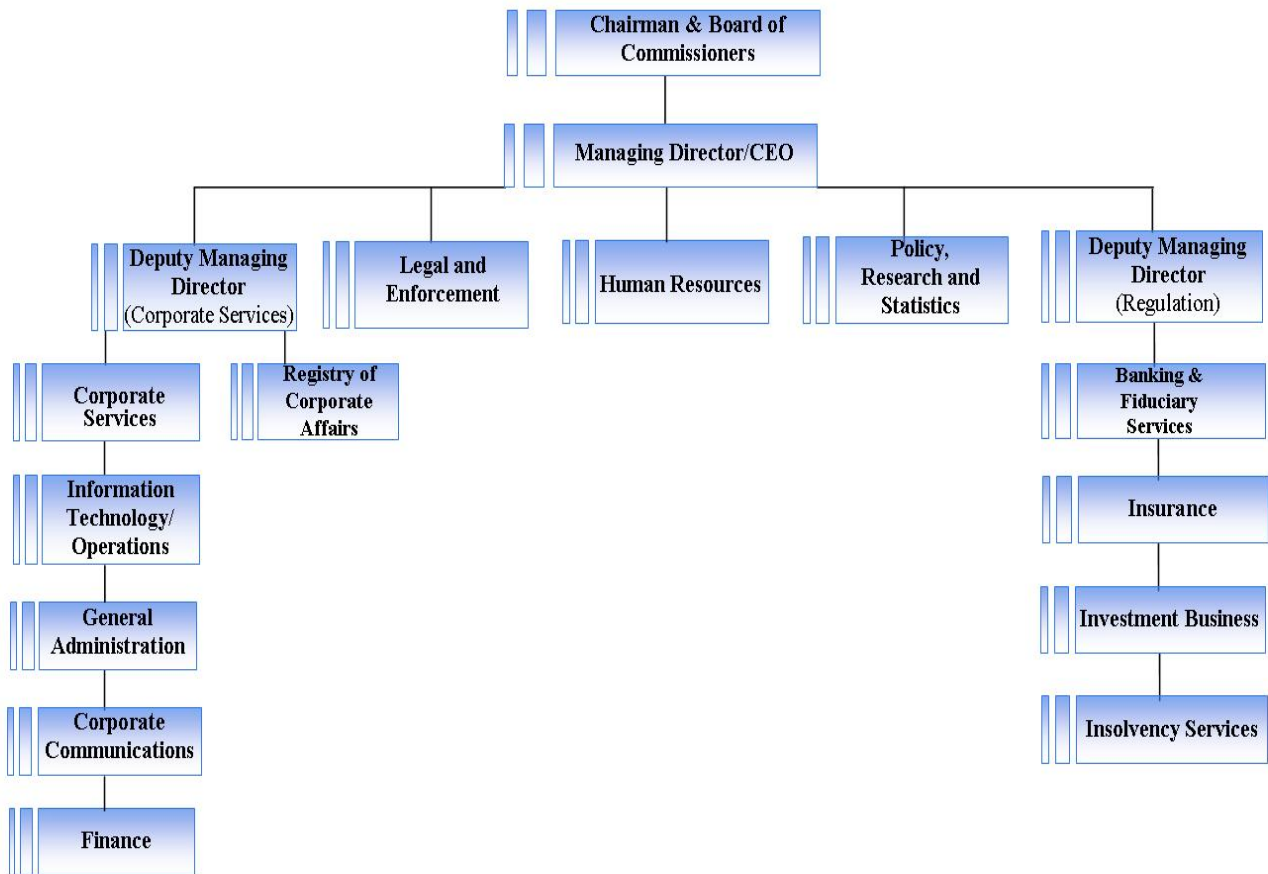 Chairman & Board of
Commissioners
Managing Director/CEO
Deputy Managing
Director
(Corporate Services)
Legal and
Enforcement
Human Resources
Policy,
Research and
Statistics
Deputy Managing
Director
(Regulation)
Corporate
Services
Registry of
Corporate
Affairs
Banking &
Fiduciary
Services
Information
Technology/
Operations
Insurance
General
Administration
Investment Business
Corporate
Communications
Insolvency Services
Finance